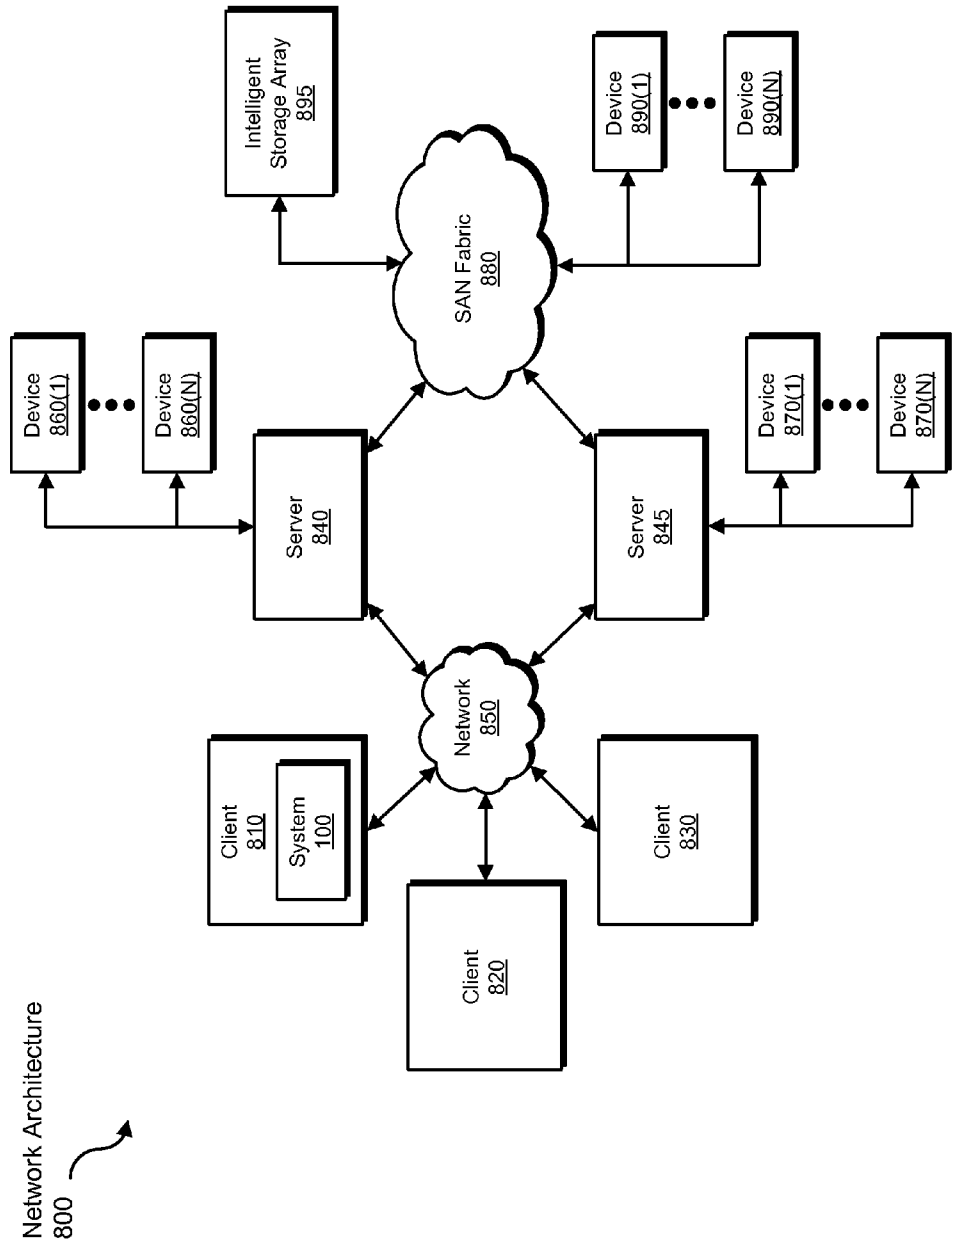 Network Architecture
800
Client
810
System
100
Client
820
Client
830
Network
850
Server
840
Server
845
Device
860(1)
Device
860(N)
Device
870(1)
Device
870(N)
SAN Fabric
880
Intelligent
Storage Array
895
Device
890(1)
Device
890(N)